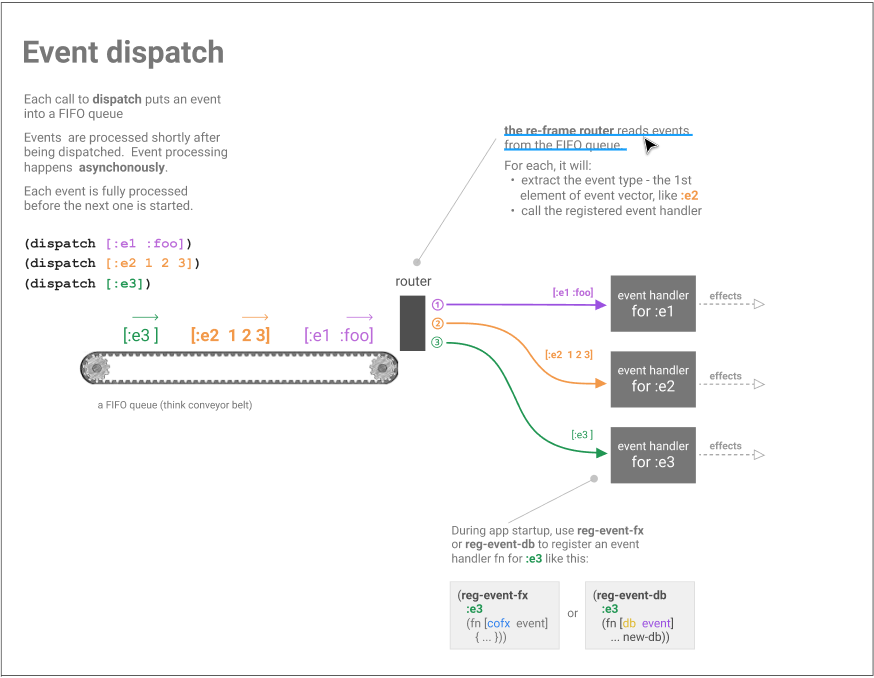 Event dispatch
Each call to dispatch puts an event
into a FIFO queue
Events are processed shortly after
being dispatched. Event processing
happens asynchonously.
Each event is fully processed
before the next one is started.
(dispatch [:e1 :foo])
(dispatch [:e2 1 2 3])
(dispatch [:e3])
the re-frame router reads events
from the FIFO queue
For each, it will:
• extract the event type - the 1st
element of event vector, like :e2
• call the registered event handler
router
[:e3 ]
[:e2 1 2 3]
[:e1 :foo]
a FIFO queue (think conveyor belt)
1
2
3
[:e1 :foo]
[:e2 1 2 3]
[:e3 ]
event handler
for :e1
effects
event handler
for :e2
effects
event handler
for :e3
effects
During app startup, use reg-event-fx
or reg-event-db to register an event
handler fn for :e3 like this:
(reg-event-fx
:e3
(fn [cofx event]
{ ... }))
or
(reg-event-db
:e3
(fn [db event]
... new-db))